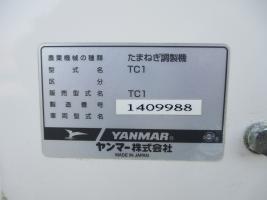 農業機械の種類 たまねぎ調製機
型式名 TC1
区分
販売型式名 TC1
製造番号 1409988
車両型式名
YANMAR®
ヤンマー株式会社
MADE IN JAPAN